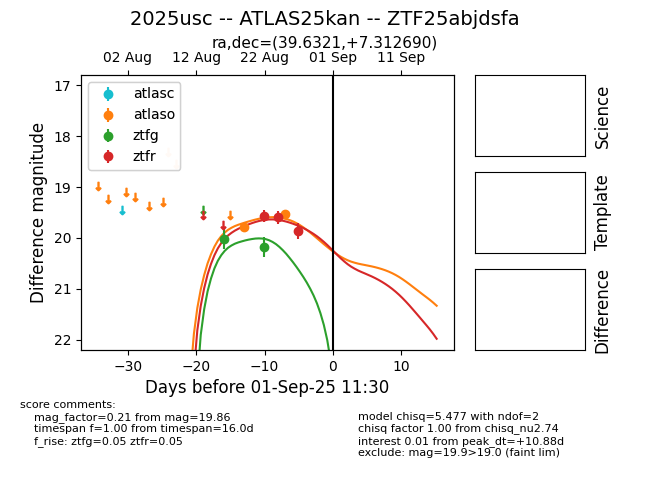 2025usc -- ATLAS25kan -- ZTF25abjdsfa
ra,dec=(39.6321,+7.312690)
02 Aug 12 Aug 22 Aug 01 Sep 11 Sep
17
18
19
20
21
22
Difference magnitude
atlasc
atlaso
ztfg
ztfr
−30 −20 −10 0 10
Days before 01-Sep-25 11:30
Science
Template
Difference
score comments:
mag_factor=0.21 from mag=19.86
timespan f=1.00 from timespan=16.0d
f_rise: ztfg=0.05 ztfr=0.05
model chisq=5.477 with ndof=2
chisq factor 1.00 from chisq_nu2.74
interest 0.01 from peak_dt=+10.88d
exclude: mag=19.9>19.0 (faint lim)